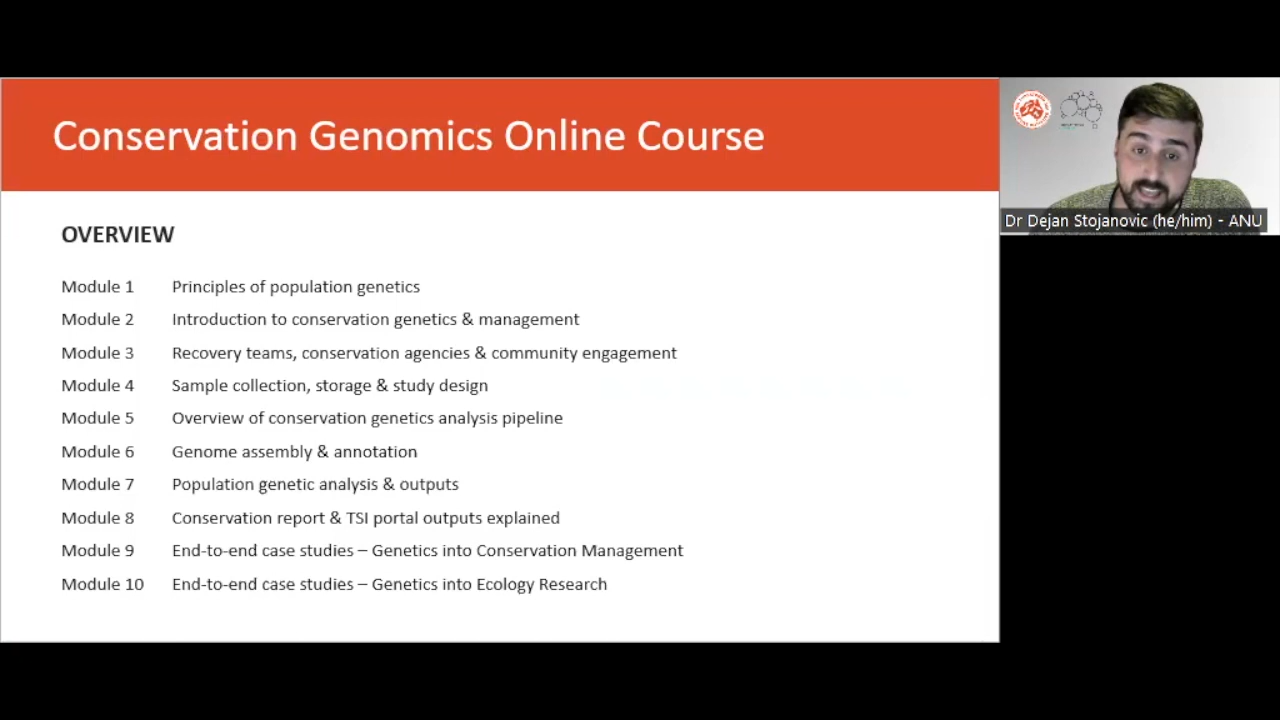 Conservation Genomics Online Course
OVERVIEW
Module 1 Principles of population genetics
Module 2 Introduction to conservation genetics & management
Module 3 Recovery teams, conservation agencies & community engagement
Module 4 Sample collection, storage & study design
Module 5 Overview of conservation genetics analysis pipeline
Module 6 Genome assembly & annotation
Module 7 Population genetic analysis & outputs
Module 8 Conservation report & TSI portal outputs explained
Module 9 End-to-end case studies – Genetics into Conservation Management
Module 10 End-to-end case studies – Genetics into Ecology Research
Dr Dejan Stojanovic (he/him) - ANU